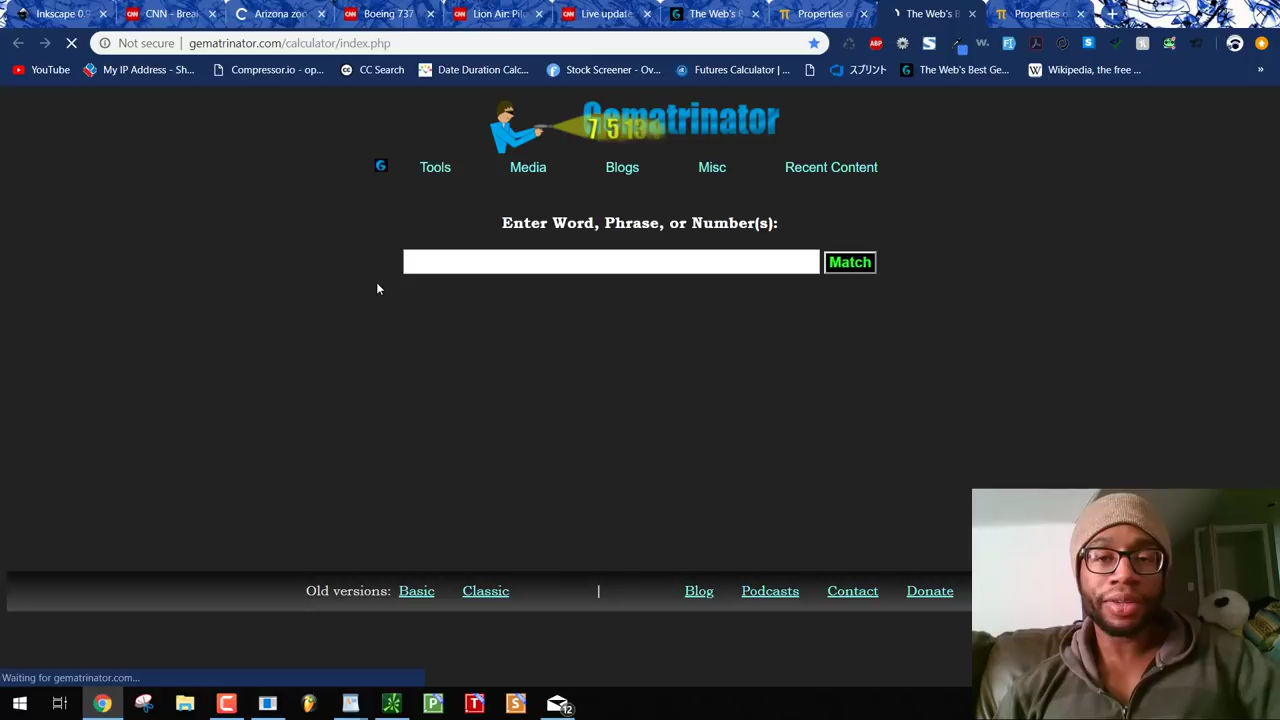 Inkscape 0.9
CNN - Break
Arizona zoo
Boeing 737
Lion Air: Pilo
Live update
The Web's B
Properties o
The Web's B
Properties o
Not secure | gematrinator.com/calculator/index.php
YouTube
My IP Address - Sh...
Compressor.io - op...
CC Search
Date Duration Calc...
Stock Screener - Ov...
Futures Calculator | ...
スプリント
The Web's Best Ge...
Wikipedia, the free ...
»
Gematrinator
Tools Media Blogs Misc Recent Content
Enter Word, Phrase, or Number(s):
Match
Old versions: Basic Classic | Blog Podcasts Contact Donate
Waiting for gematrinator.com...
12